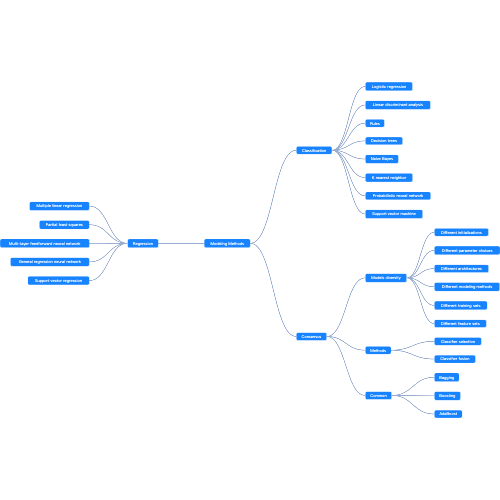 Modeling Methods
Regression
Multiple linear regression
Partial least squares
Multi-layer feedforward neural network
General regression neural network
Support vector regression
Classification
Logistic regression
Linear discriminant analysis
Rules
Decision trees
Naive Bayes
K nearest neighbor
Probabilistic neural network
Support vector machine
Consensus
Models diversity
Different initializations
Different parameter choices
Different architectures
Different modeling methods
Different training sets
Different feature sets
Methods
Classifier selection
Classifier fusion
Common
Bagging
Boosting
AdaBoost